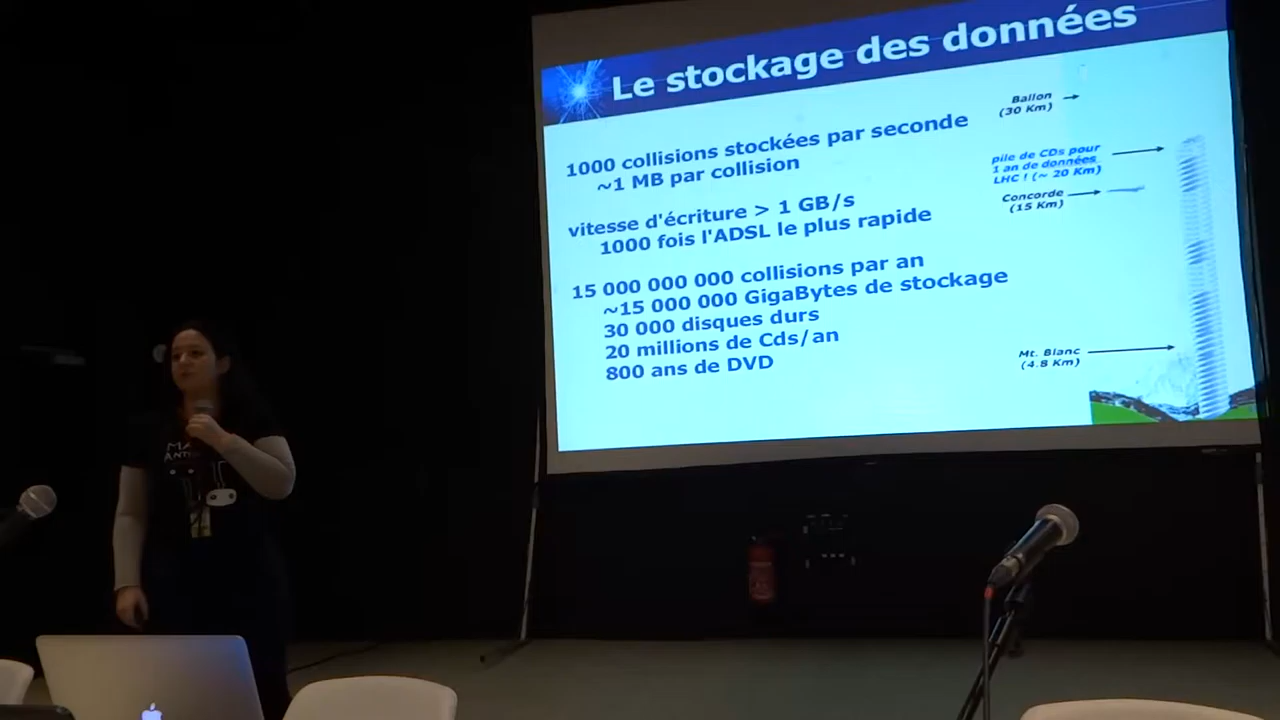 Le stockage des données
1000 collisions stockées par seconde
~1 MB par collision
vitesse d'écriture > 1 GB/s
1000 fois l'ADSL le plus rapide
15 000 000 000 collisions par an
~15 000 000 GigaBytes de stockage
30 000 disques durs
20 millions de Cds/an
800 ans de DVD
Ballon
(30 Km)
pile de CDs pour
1 an de données
LHC ! (~ 20 Km)
Concorde
(15 Km)
Mt. Blanc
(4.8 Km)